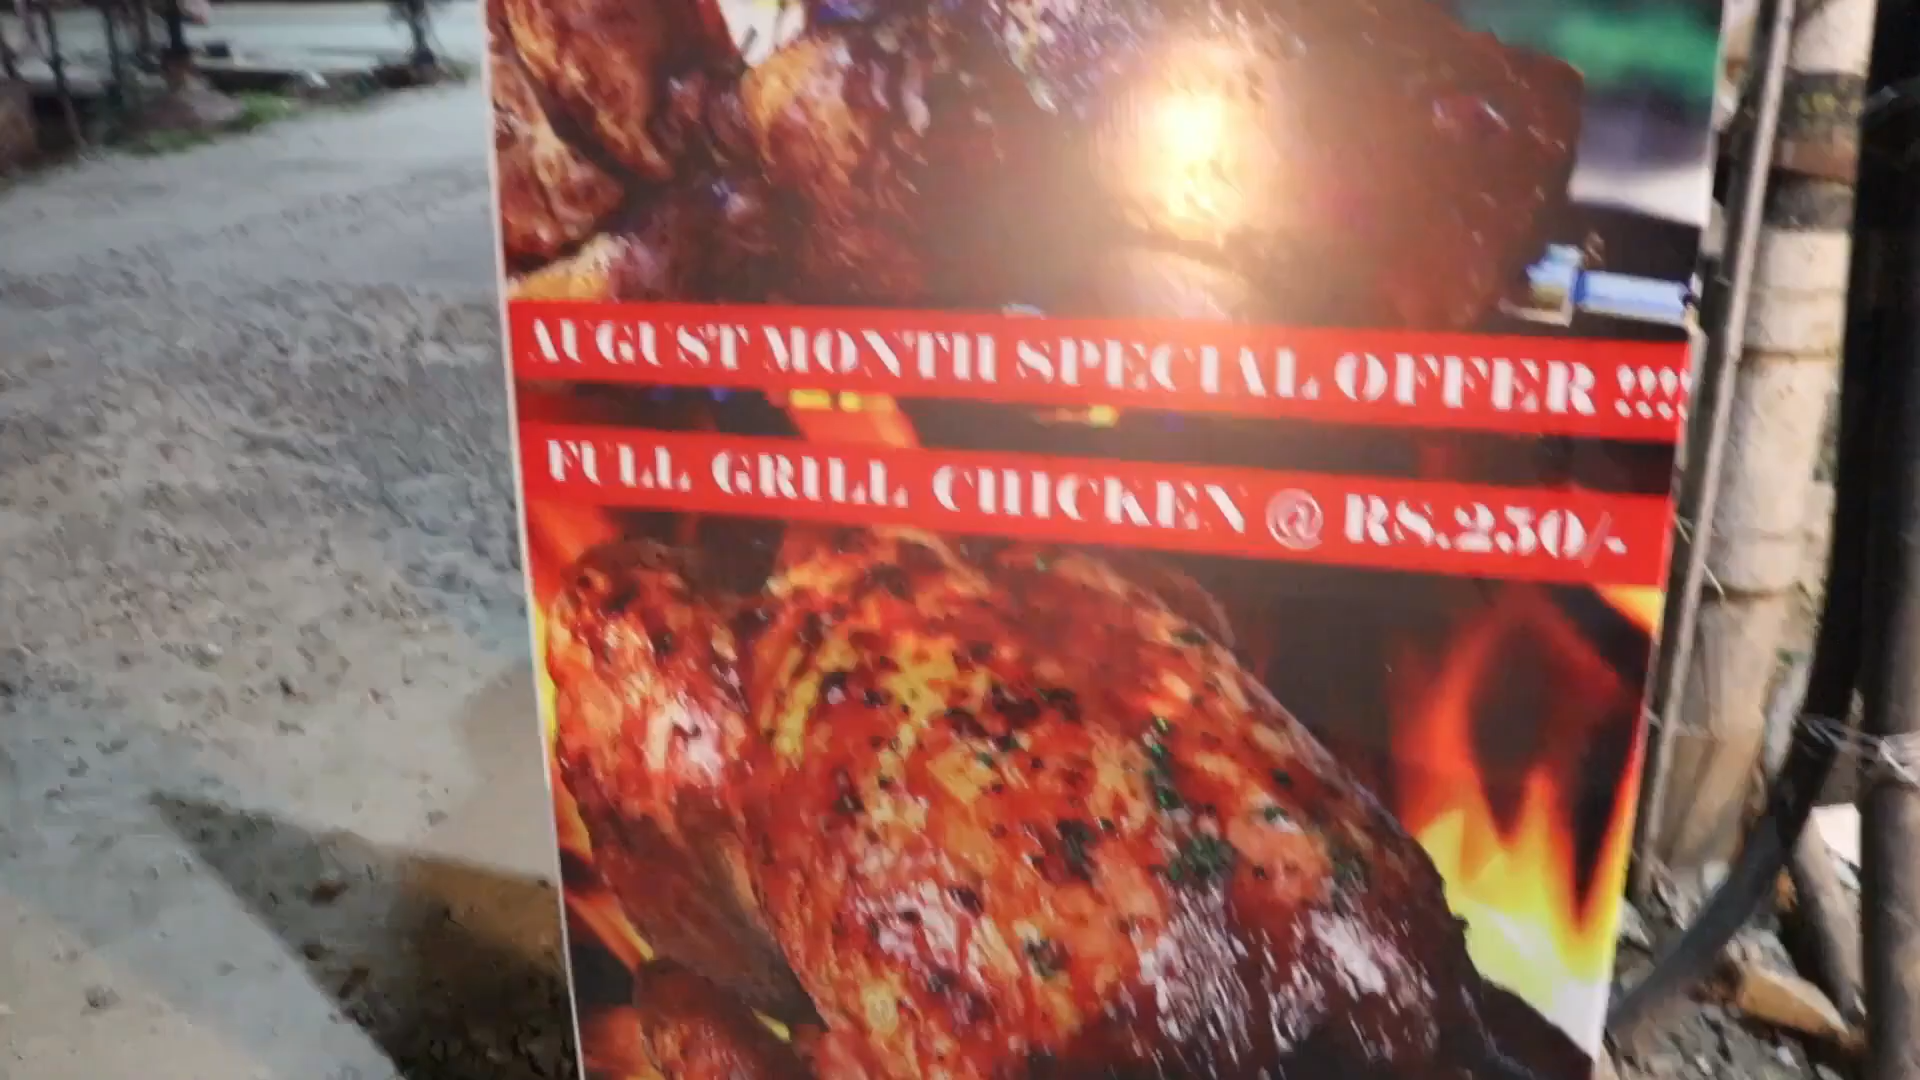 AUGUST MONTH SPECIAL OFFER !!!!
FULL GRILL CHICKEN @ RS.250/-